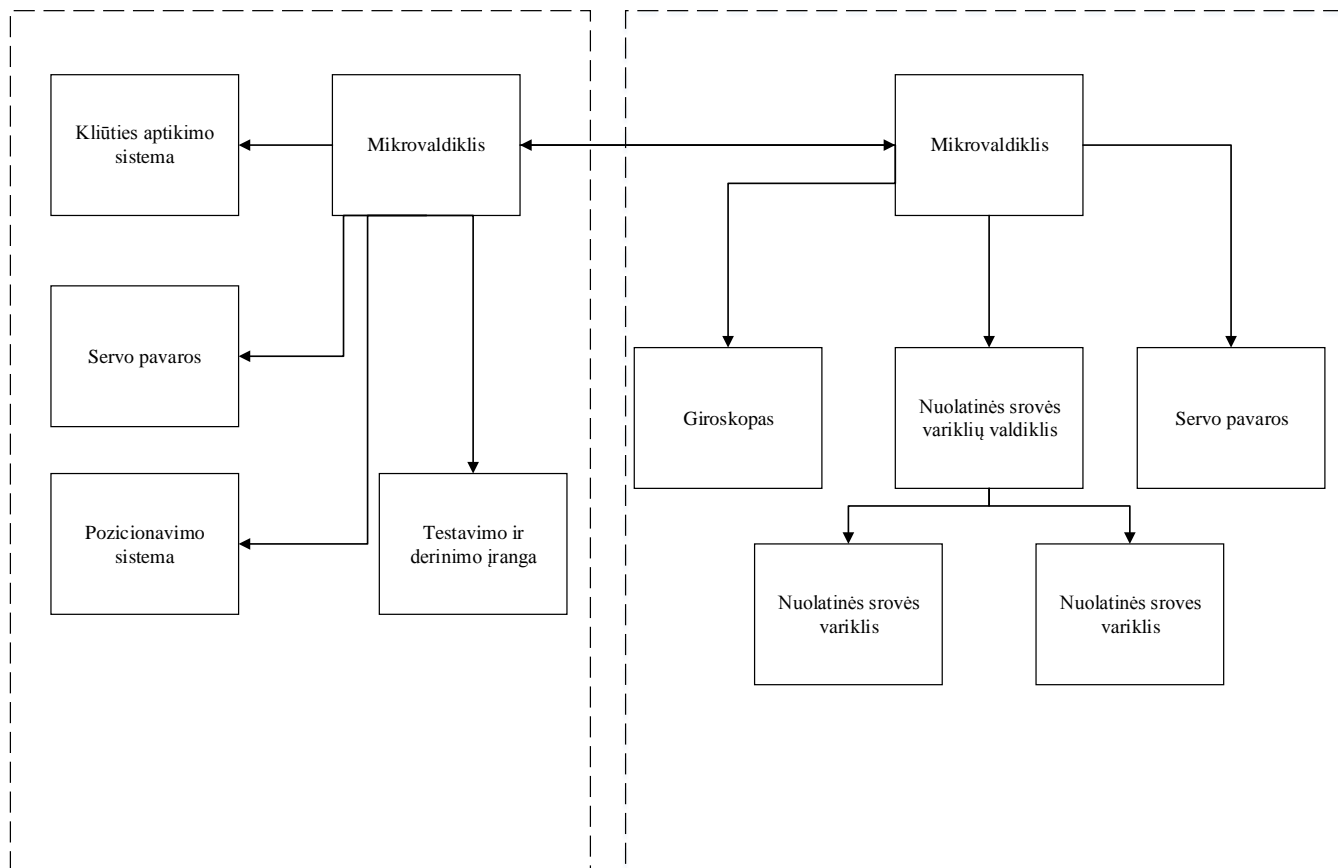 Kliūties aptikimo
sistema
Mikrovaldiklis
Mikrovaldiklis
Servo pavaros
Giroskopas
Nuolatinės srovės
variklių valdiklis
Servo pavaros
Pozicionavimo
sistema
Testavimo ir
derinimo įranga
Nuolatinės srovės
variklis
Nuolatinės sroves
variklis